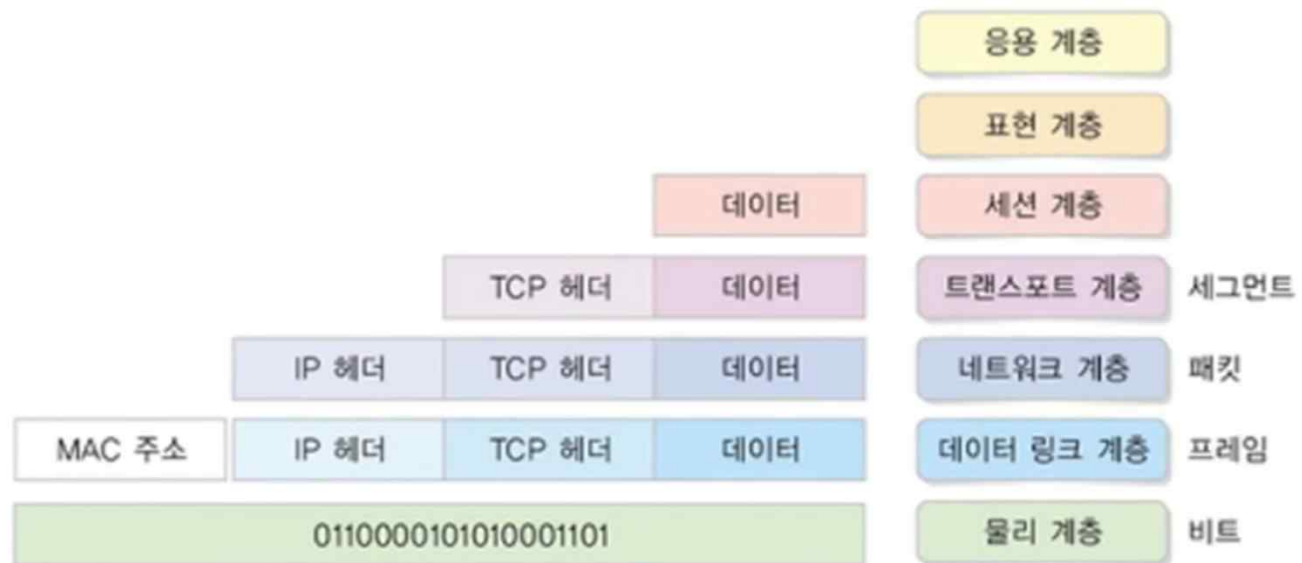 응용 계층
표현 계층
데이터 세션 계층
TCP 헤더 데이터 트랜스포트 계층 세그먼트
IP 헤더 TCP 헤더 데이터 네트워크 계층 패킷
MAC 주소 IP 헤더 TCP 헤더 데이터 데이터 링크 계층 프레임
0110000101010001101 물리 계층 비트